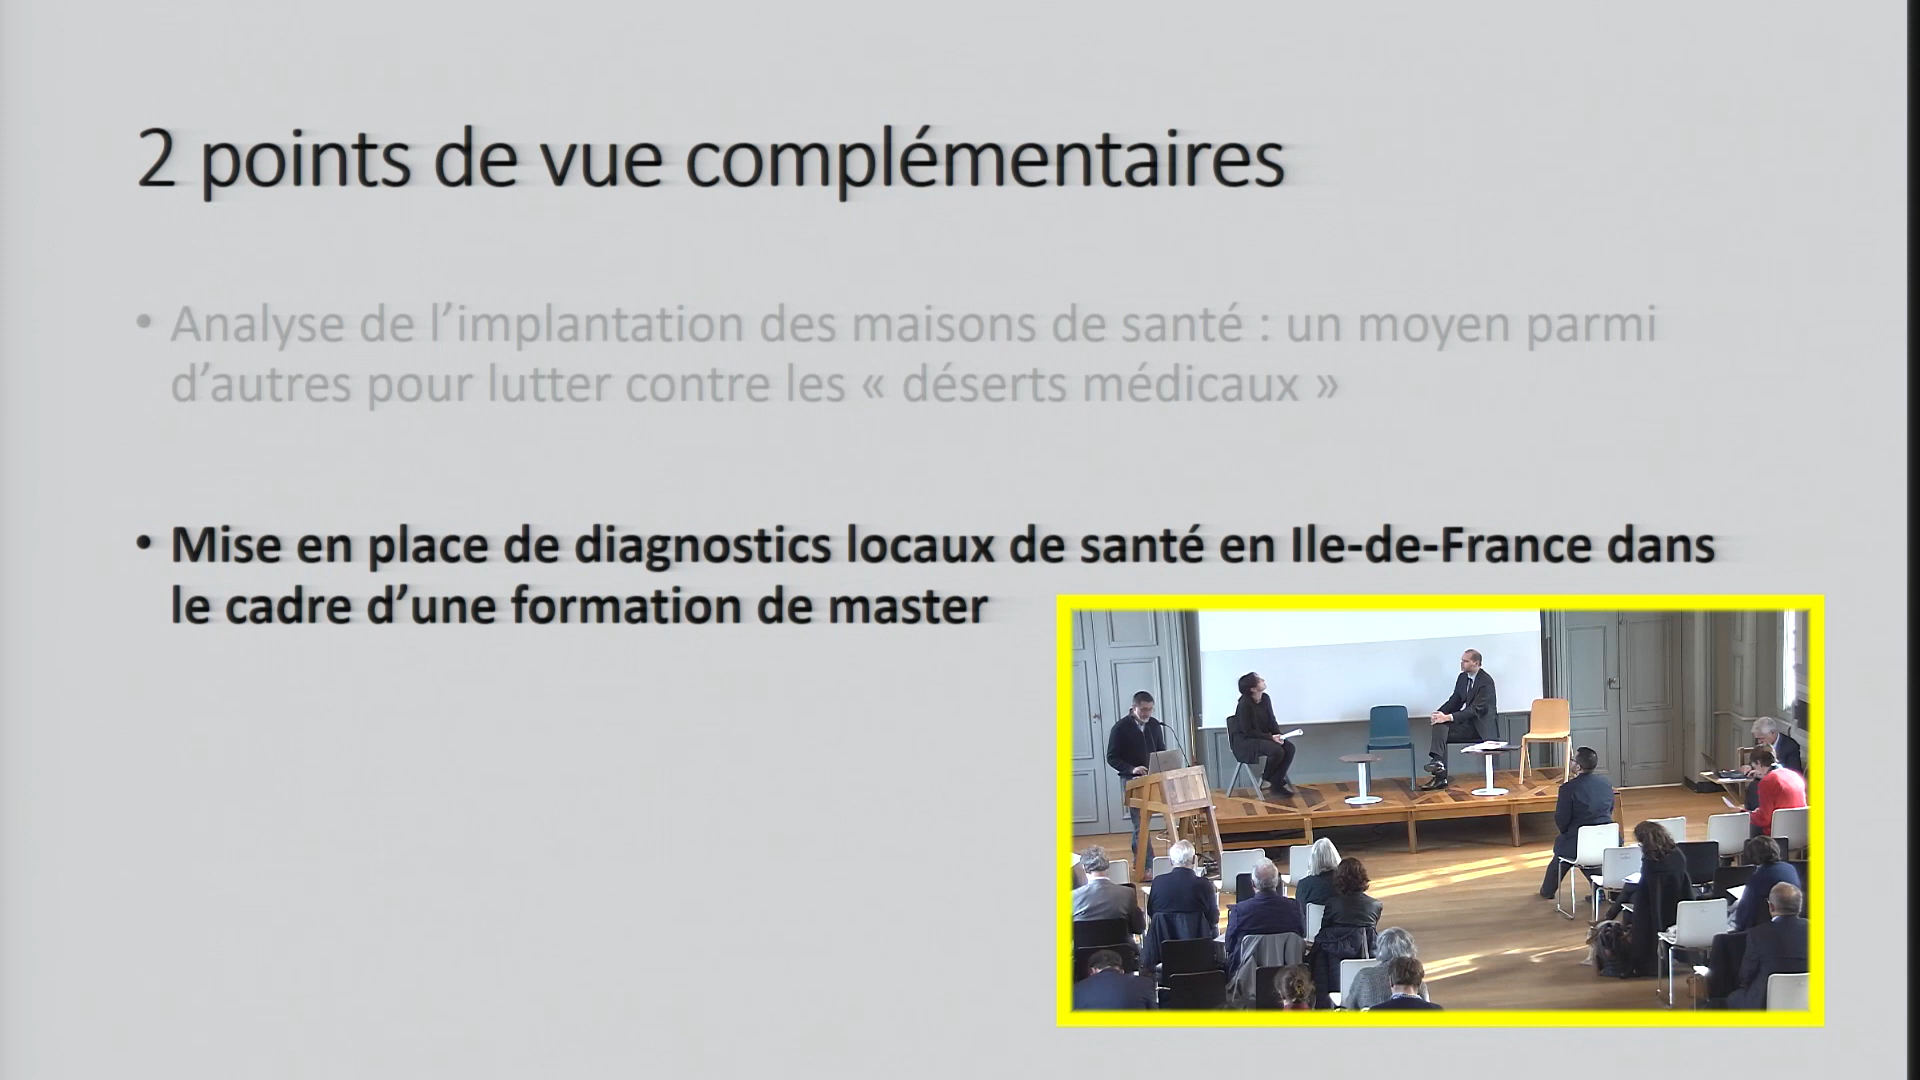 2 points de vue complémentaires
• Analyse de l’implantation des maisons de santé : un moyen parmi
d’autres pour lutter contre les « déserts médicaux »
• Mise en place de diagnostics locaux de santé en Ile-de-France dans
le cadre d’une formation de master